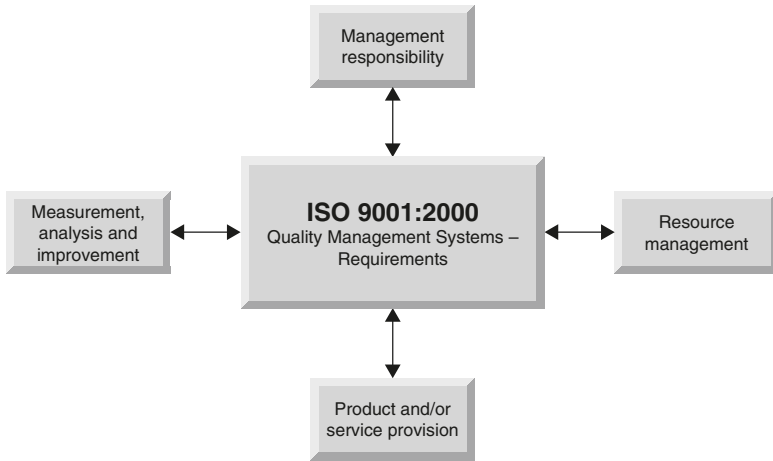 Management
responsibility
ISO 9001:2000
Quality Management Systems –
Requirements
Measurement,
analysis and
improvement
Resource
management
Product and/or
service provision